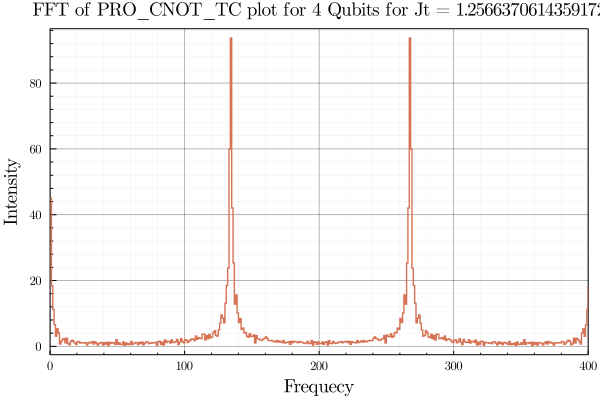 FFT of PRO_CNOT_TC plot for 4 Qubits for Jt = 1.2566370614359172
Intensity
80
60
40
20
0
0 100 200 300 400
Frequecy